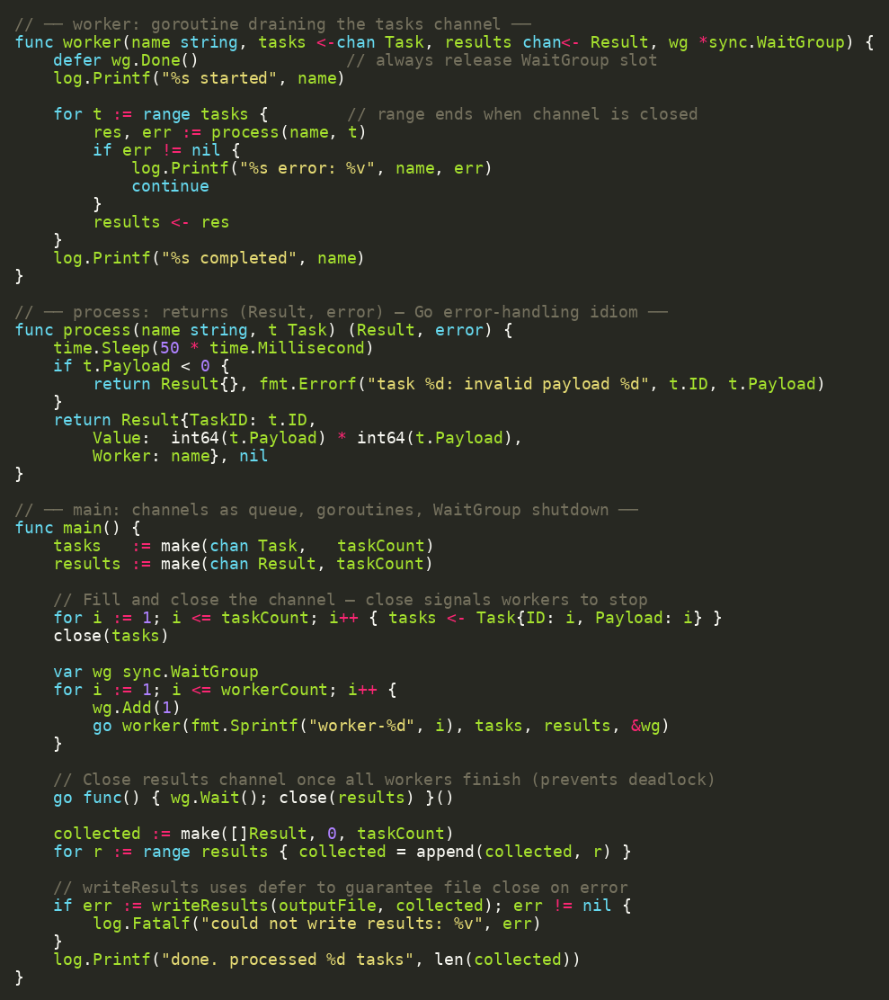 // ── worker: goroutine draining the tasks channel ──
func worker(name string, tasks <-chan Task, results chan<- Result, wg *sync.WaitGroup) {
    defer wg.Done()               // always release WaitGroup slot
    log.Printf("%s started", name)

    for t := range tasks {        // range ends when channel is closed
        res, err := process(name, t)
        if err != nil {
            log.Printf("%s error: %v", name, err)
            continue
        }
        results <- res
    }
    log.Printf("%s completed", name)
}

// ── process: returns (Result, error) — Go error-handling idiom ──
func process(name string, t Task) (Result, error) {
    time.Sleep(50 * time.Millisecond)
    if t.Payload < 0 {
        return Result{}, fmt.Errorf("task %d: invalid payload %d", t.ID, t.Payload)
    }
    return Result{TaskID: t.ID,
        Value:  int64(t.Payload) * int64(t.Payload),
        Worker: name}, nil
}

// ── main: channels as queue, goroutines, WaitGroup shutdown ──
func main() {
    tasks   := make(chan Task,   taskCount)
    results := make(chan Result, taskCount)

    // Fill and close the channel — close signals workers to stop
    for i := 1; i <= taskCount; i++ { tasks <- Task{ID: i, Payload: i} }
    close(tasks)

    var wg sync.WaitGroup
    for i := 1; i <= workerCount; i++ {
        wg.Add(1)
        go worker(fmt.Sprintf("worker-%d", i), tasks, results, &wg)
    }

    // Close results channel once all workers finish (prevents deadlock)
    go func() { wg.Wait(); close(results) }()

    collected := make([]Result, 0, taskCount)
    for r := range results { collected = append(collected, r) }

    // writeResults uses defer to guarantee file close on error
    if err := writeResults(outputFile, collected); err != nil {
        log.Fatalf("could not write results: %v", err)
    }
    log.Printf("done. processed %d tasks", len(collected))
}